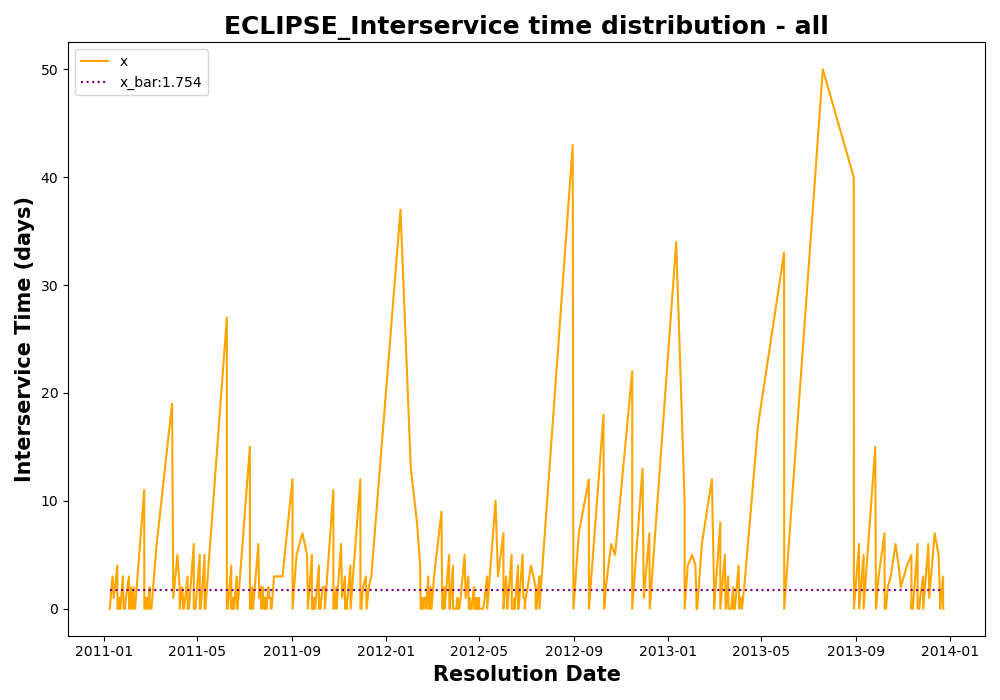 ECLIPSE_Interservice time distribution - all
x
x_bar:1.754
Interservice Time (days)
50
40
30
20
10
0
2011-01 2011-05 2011-09 2012-01 2012-05 2012-09 2013-01 2013-05 2013-09 2014-01
Resolution Date